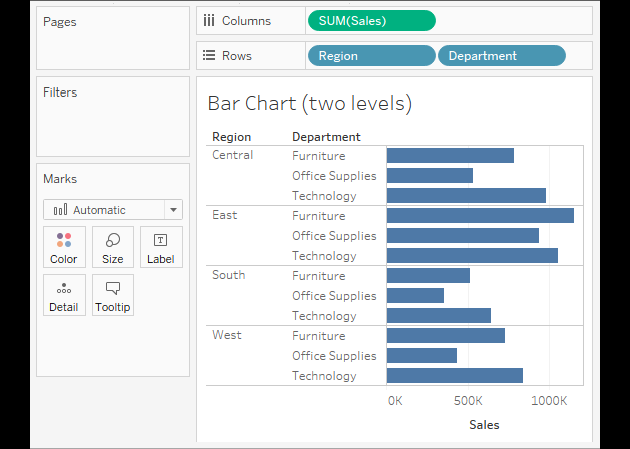 Pages
Columns
SUM(Sales)
Rows
Region
Department
Filters
Marks
Automatic
Color
Size
Label
Detail
Tooltip
Bar Chart (two levels)
Region Department
Central Furniture
Office Supplies
Technology
East Furniture
Office Supplies
Technology
South Furniture
Office Supplies
Technology
West Furniture
Office Supplies
Technology
0K 500K 1000K
Sales